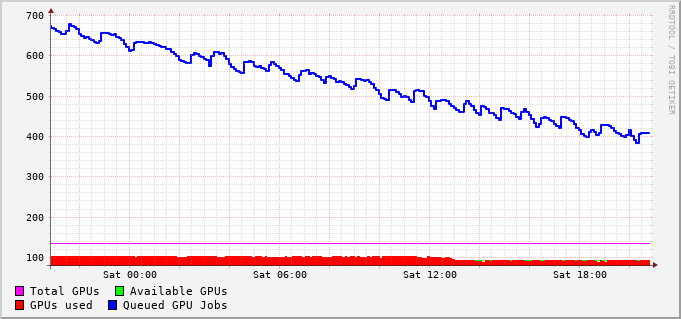 700
600
500
400
300
200
100
Sat 00:00 Sat 06:00 Sat 12:00 Sat 18:00
Total GPUs Available GPUs
GPUs used Queued GPU Jobs
RRDTOOL / TOBI OETIKER